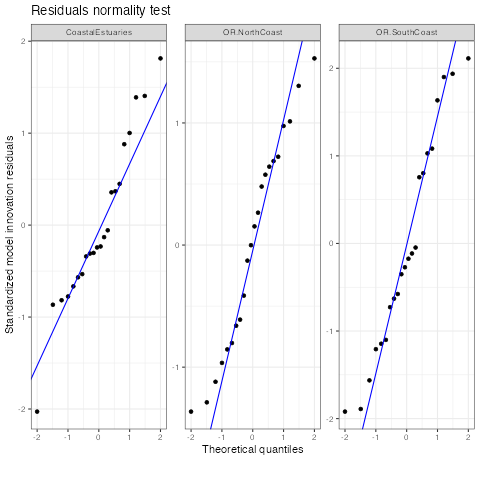 Residuals normality test
CoastalEstuaries
OR.NorthCoast
OR.SouthCoast
Standardized model innovation residuals
2
1
0
-1
-2
1
0
-1
2
1
0
-1
-2
-2 -1 0 1 2
-2 -1 0 1 2
-2 -1 0 1 2
Theoretical quantiles